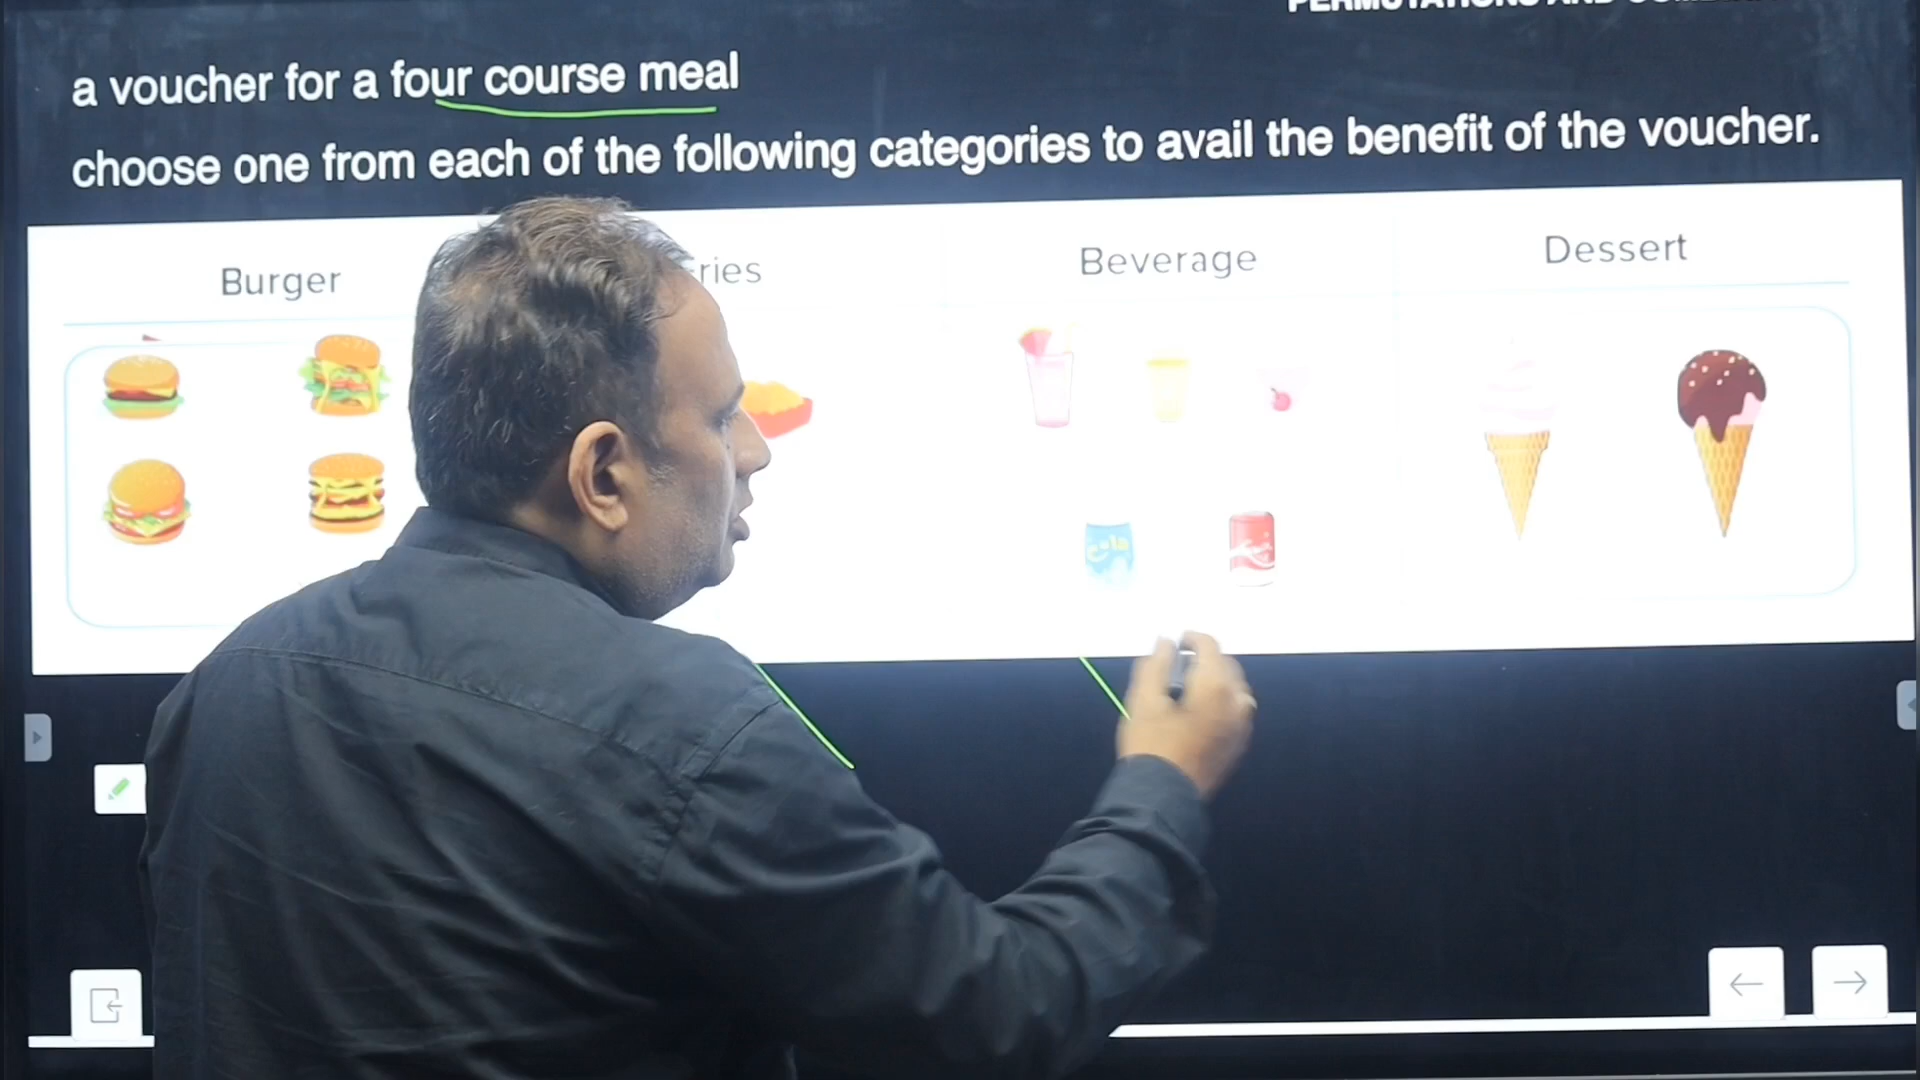 a voucher for a four course meal
choose one from each of the following categories to avail the benefit of the voucher.
Burger
Beverage
Dessert
cola